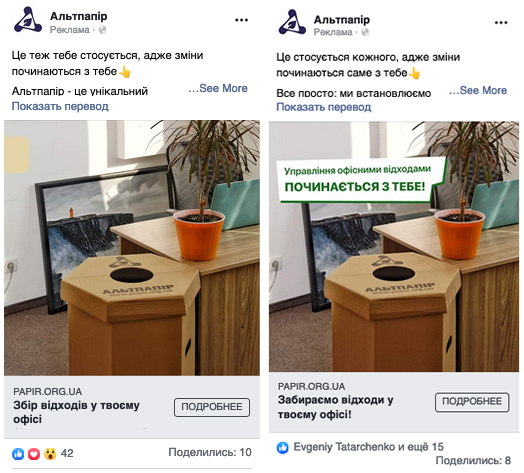 Альтпапір
Реклама ·
Це теж тебе стосується, адже зміни
починаються з тебе👆
Альтпапір - це унікальний
...See More
Показать перевод
АЛЬТПАПІР
www.papir.org.ua
АЛЬТПАПІР
PAPIR.ORG.UA
Збір відходів у твоєму
офісі
ПОДРОБНЕЕ
42
Поделились: 10
Альтпапір
Реклама ·
Це стосується кожного, адже зміни
починаються саме з тебе👆
Все просто: ми встановлюємо
...See More
Показать перевод
Управління офісними відходами
ПОЧИНАЄТЬСЯ З ТЕБЕ!
АЛЬТПАПІР
www.papir.org.ua
АЛЬТПАПІР
PAPIR.ORG.UA
Забираємо відходи у
твоєму офісі!
ПОДРОБНЕЕ
Evgeniy Tatarchenko и ещё 15
Поделились: 8